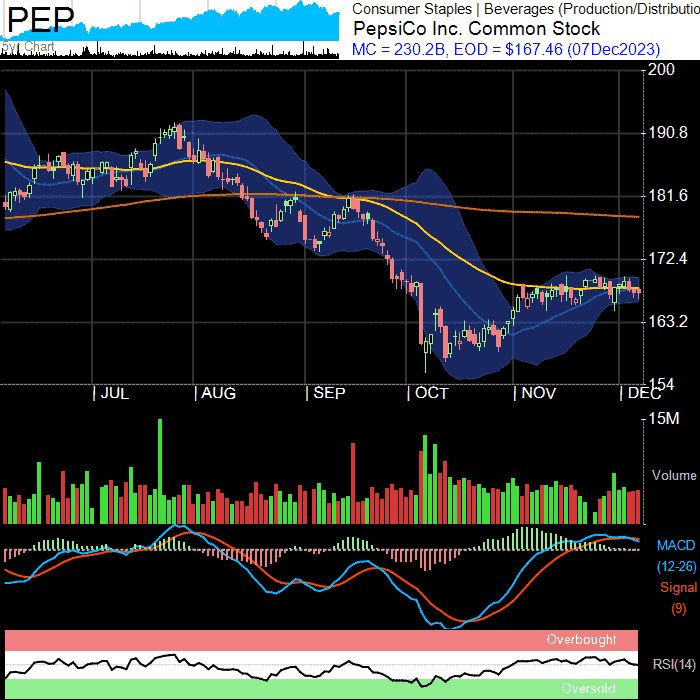 PEP
5yr Chart
Consumer Staples | Beverages (Production/Distributio
PepsiCo Inc. Common Stock
MC = 230.2B, EOD = $167.46 (07Dec2023)
200
190.8
181.6
172.4
163.2
154
| JUL | AUG | SEP | OCT | NOV | DEC
15M
Volume
MACD
(12-26)
Signal
(9)
Overbought
RSI(14)
Oversold